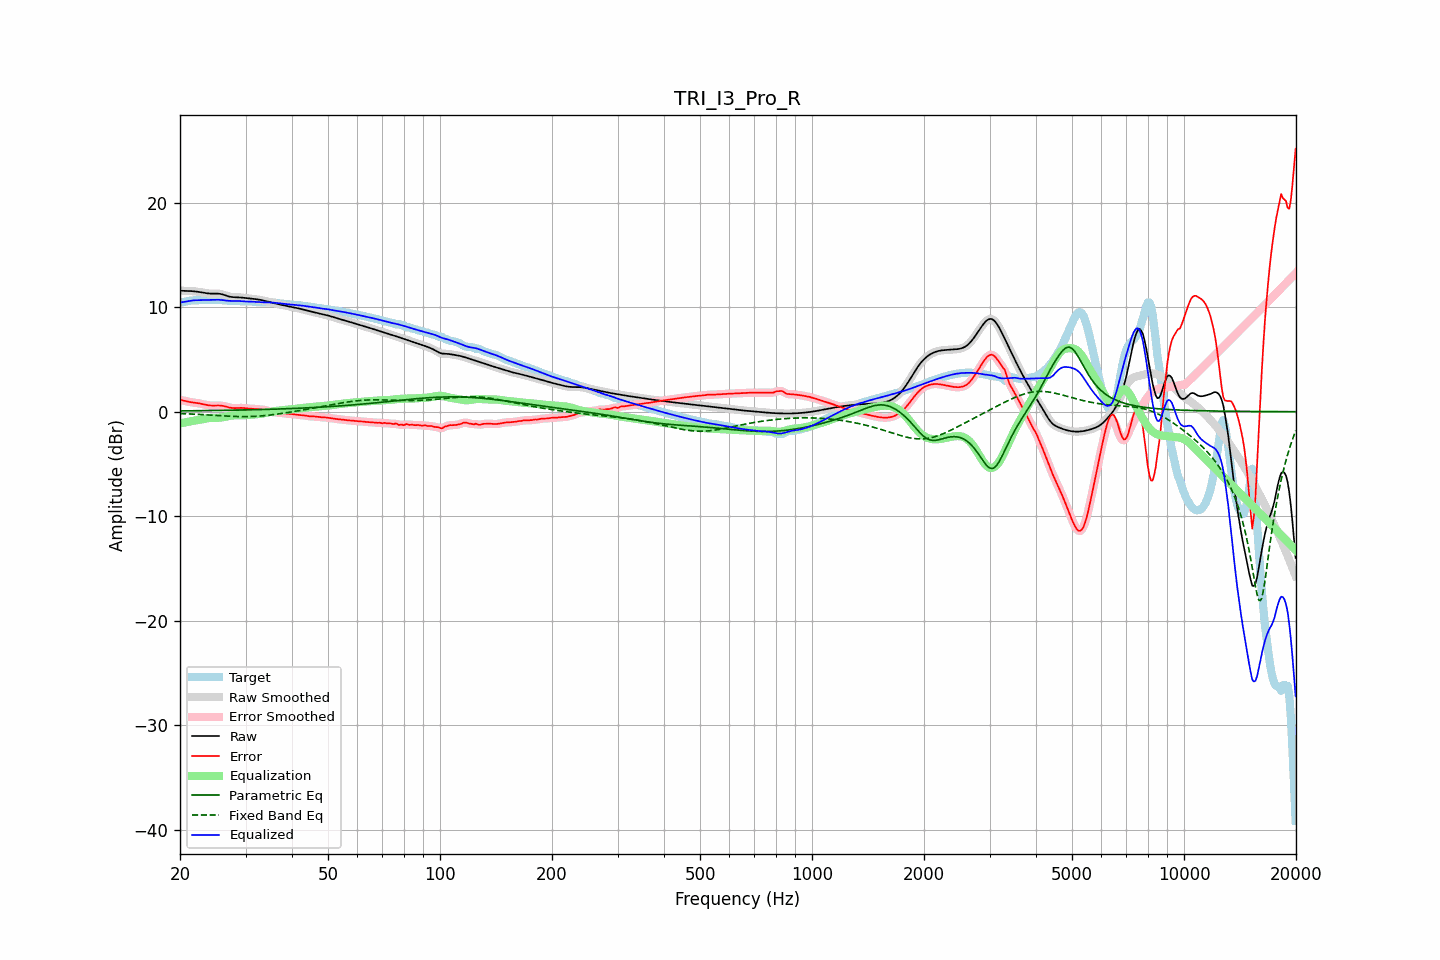 TRI_I3_Pro_R
Amplitude (dBr)
20
10
0
−10
−20
−30
−40
Target
Raw Smoothed
Error Smoothed
Raw
Error
Equalization
Parametric Eq
Fixed Band Eq
Equalized
20 50 100 200 500 1000 2000 5000 10000 20000
Frequency (Hz)